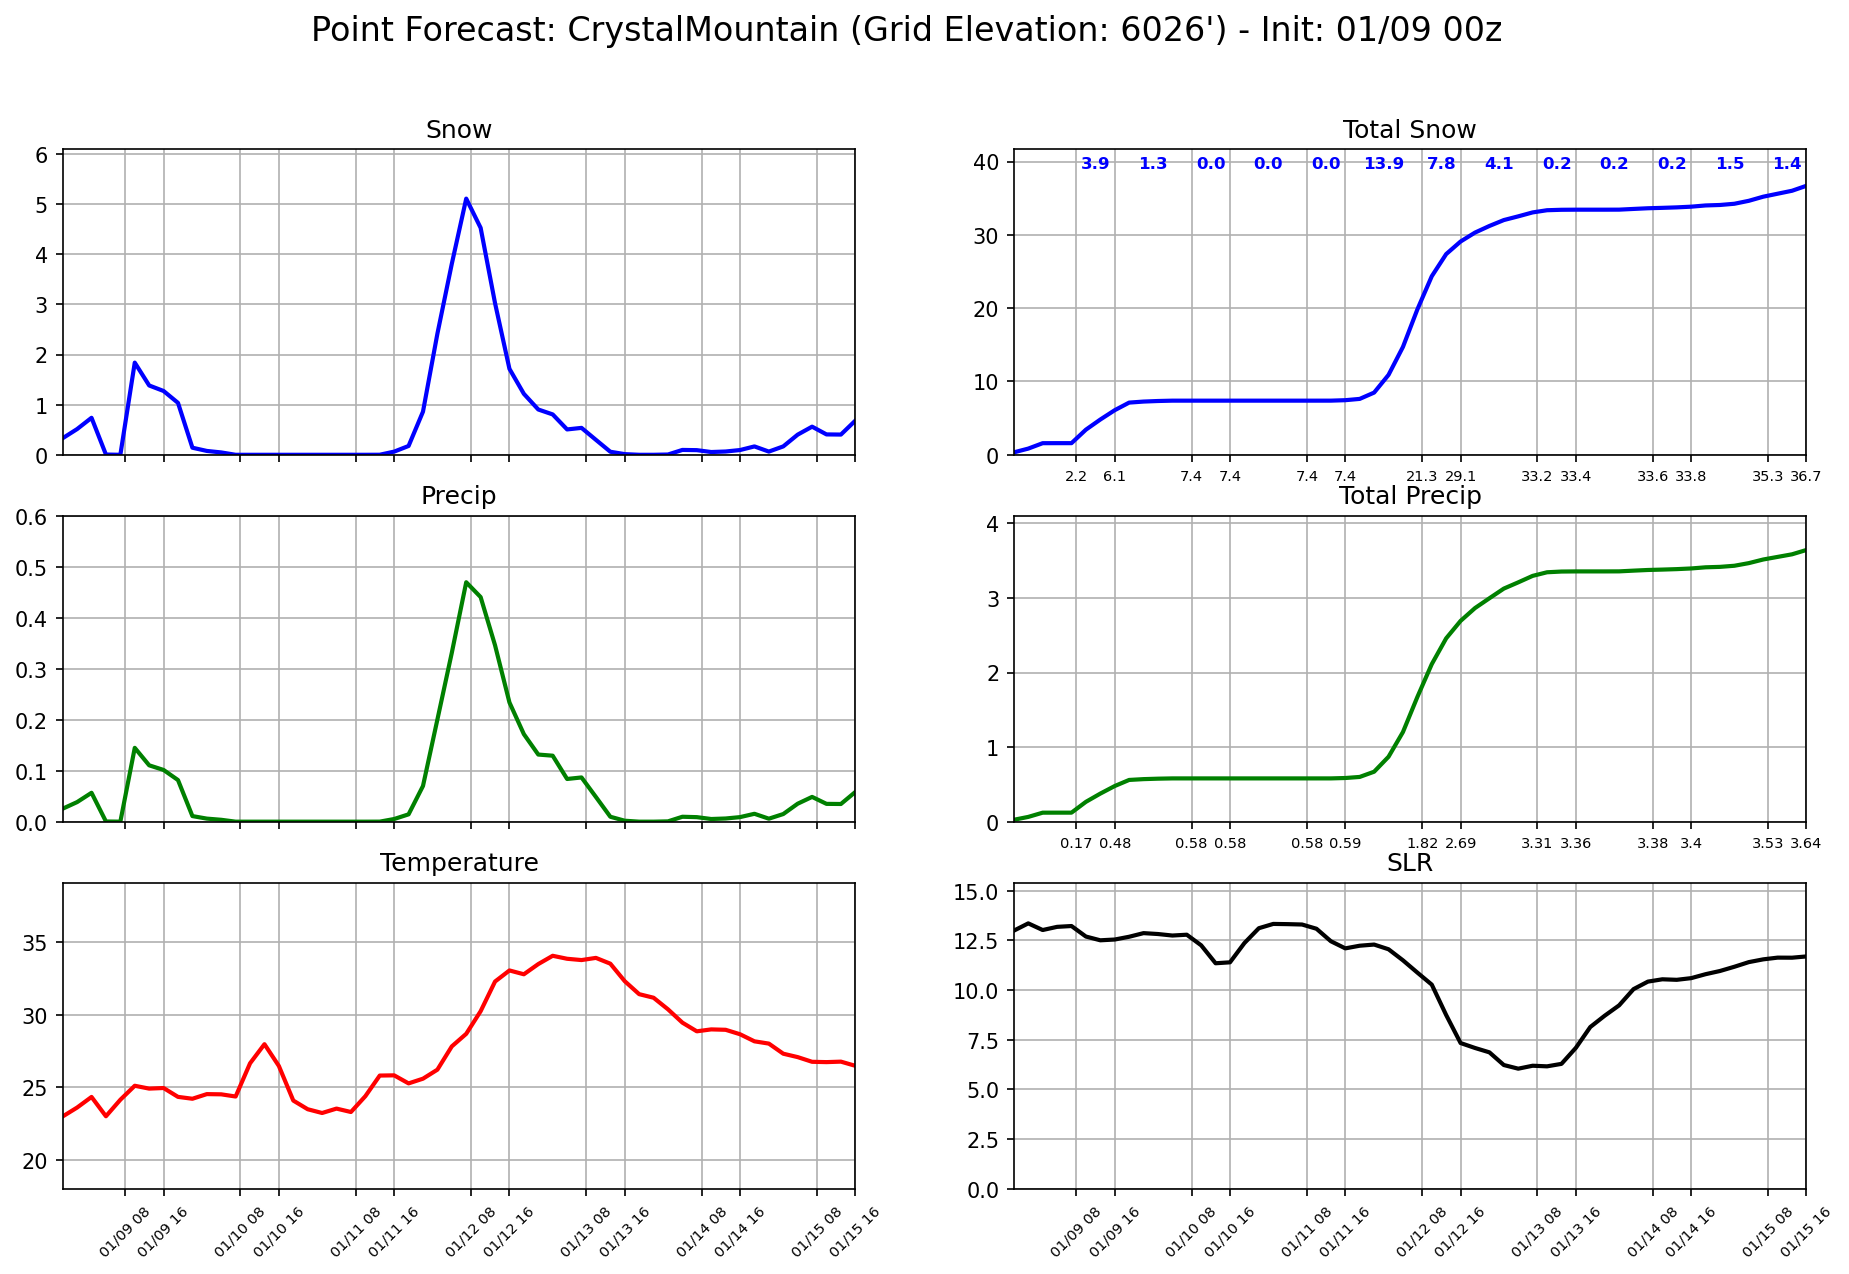 Point Forecast: CrystalMountain (Grid Elevation: 6026') - Init: 01/09 00z
Snow
6
5
4
3
2
1
0
Total Snow
3.9 1.3 0.0 0.0 0.0 13.9 7.8 4.1 0.2 0.2 0.2 1.5 1.4
40
30
20
10
0
2.2 6.1 7.4 7.4 7.4 7.4 21.3 29.1 33.2 33.4 33.6 33.8 35.3 36.7
Precip
0.6
0.5
0.4
0.3
0.2
0.1
0.0
Total Precip
4
3
2
1
0
0.17 0.48 0.58 0.58 0.58 0.59 1.82 2.69 3.31 3.36 3.38 3.4 3.53 3.64
Temperature
35
30
25
20
01/09 08 01/09 16 01/10 08 01/10 16 01/11 08 01/11 16 01/12 08 01/12 16 01/13 08 01/13 16 01/14 08 01/14 16 01/15 08 01/15 16
SLR
15.0
12.5
10.0
7.5
5.0
2.5
0.0
01/09 08 01/09 16 01/10 08 01/10 16 01/11 08 01/11 16 01/12 08 01/12 16 01/13 08 01/13 16 01/14 08 01/14 16 01/15 08 01/15 16